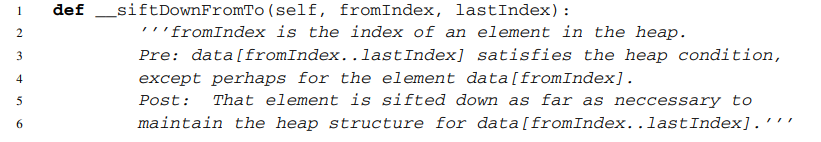 1 def __siftDownFromTo(self, fromIndex, lastIndex):
2 '''fromIndex is the index of an element in the heap.
3 Pre: data[fromIndex..lastIndex] satisfies the heap condition,
4 except perhaps for the element data[fromIndex].
5 Post: That element is sifted down as far as neccessary to
6 maintain the heap structure for data[fromIndex..lastIndex].'''